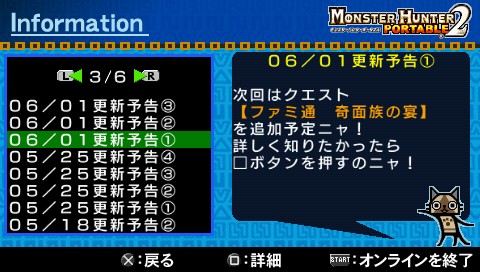 Information
MONSTER HUNTER
PORTABLE 2
L 3/6 R
06/01更新予告③
06/01更新予告②
06/01更新予告①
05/25更新予告④
05/25更新予告③
05/25更新予告②
05/25更新予告①
05/18更新予告②
06/01更新予告①
次回はクエスト
【ファミ通 奇面族の宴】
を追加予定ニャ!
詳しく知りたかったら
□ボタンを押すのニャ!
×:戻る
□:詳細
START:オンラインを終了